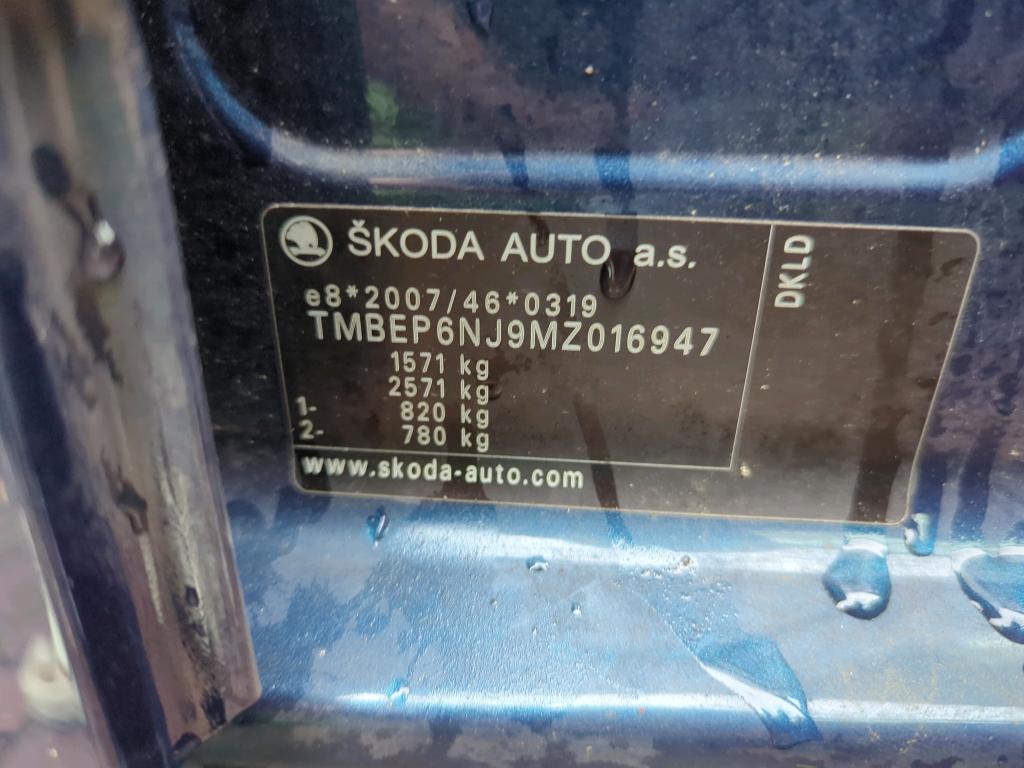 ŠKODA AUTO a.s.
e8*2007/46*0319
TMBEP6NJ9MZ016947
1571 kg
2571 kg
1- 820 kg
2- 780 kg
www.skoda-auto.com
DKLD